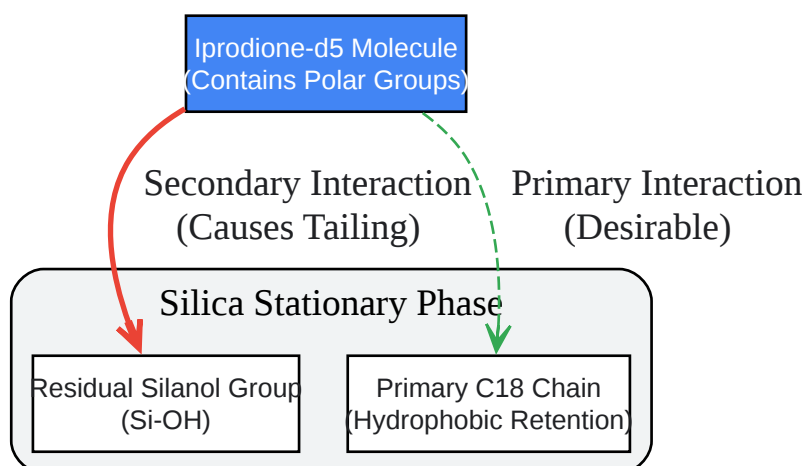 Iprodione-d5 Molecule
(Contains Polar Groups)
Secondary Interaction
(Causes Tailing)
Primary Interaction
(Desirable)
Silica Stationary Phase
Residual Silanol Group
(Si-OH)
Primary C18 Chain
(Hydrophobic Retention)